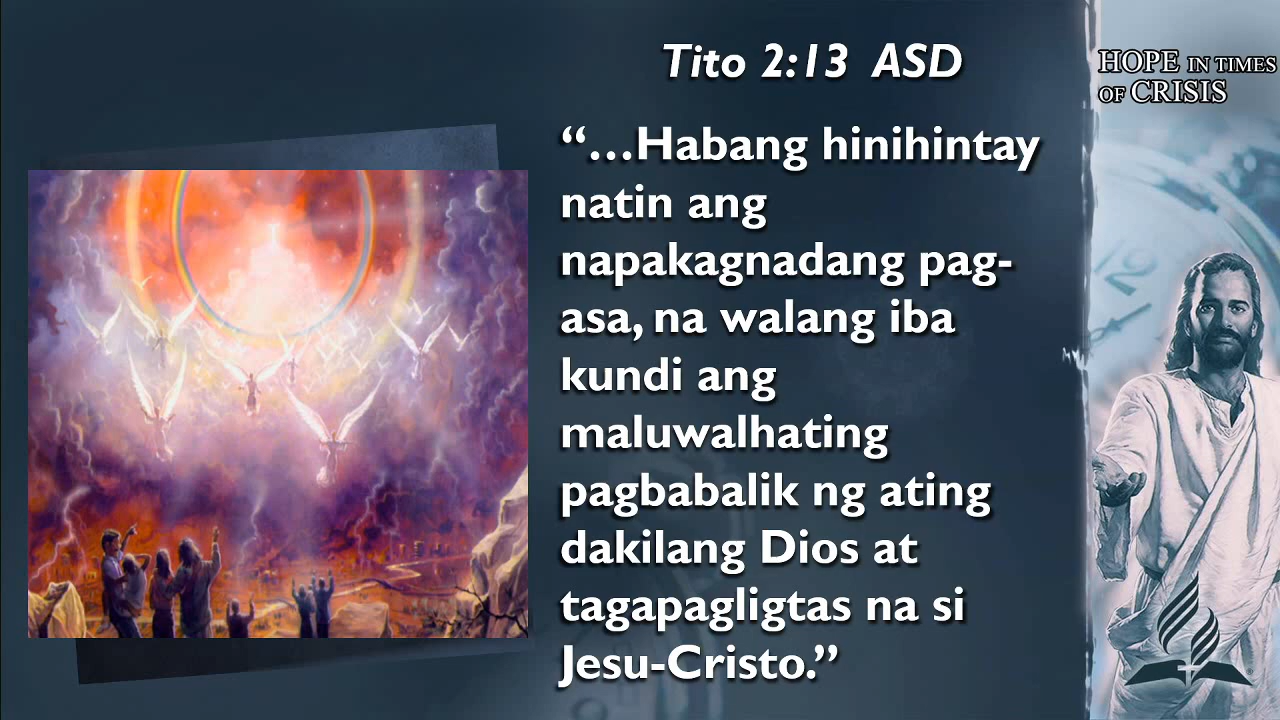 Tito 2:13 ASD
HOPE IN TIMES
OF CRISIS
“…Habang hinihintay
natin ang
napakagnadang pag-
asa, na walang iba
kundi ang
maluwalhating
pagbabalik ng ating
dakilang Dios at
tagapagligtas na si
Jesu-Cristo.”
12